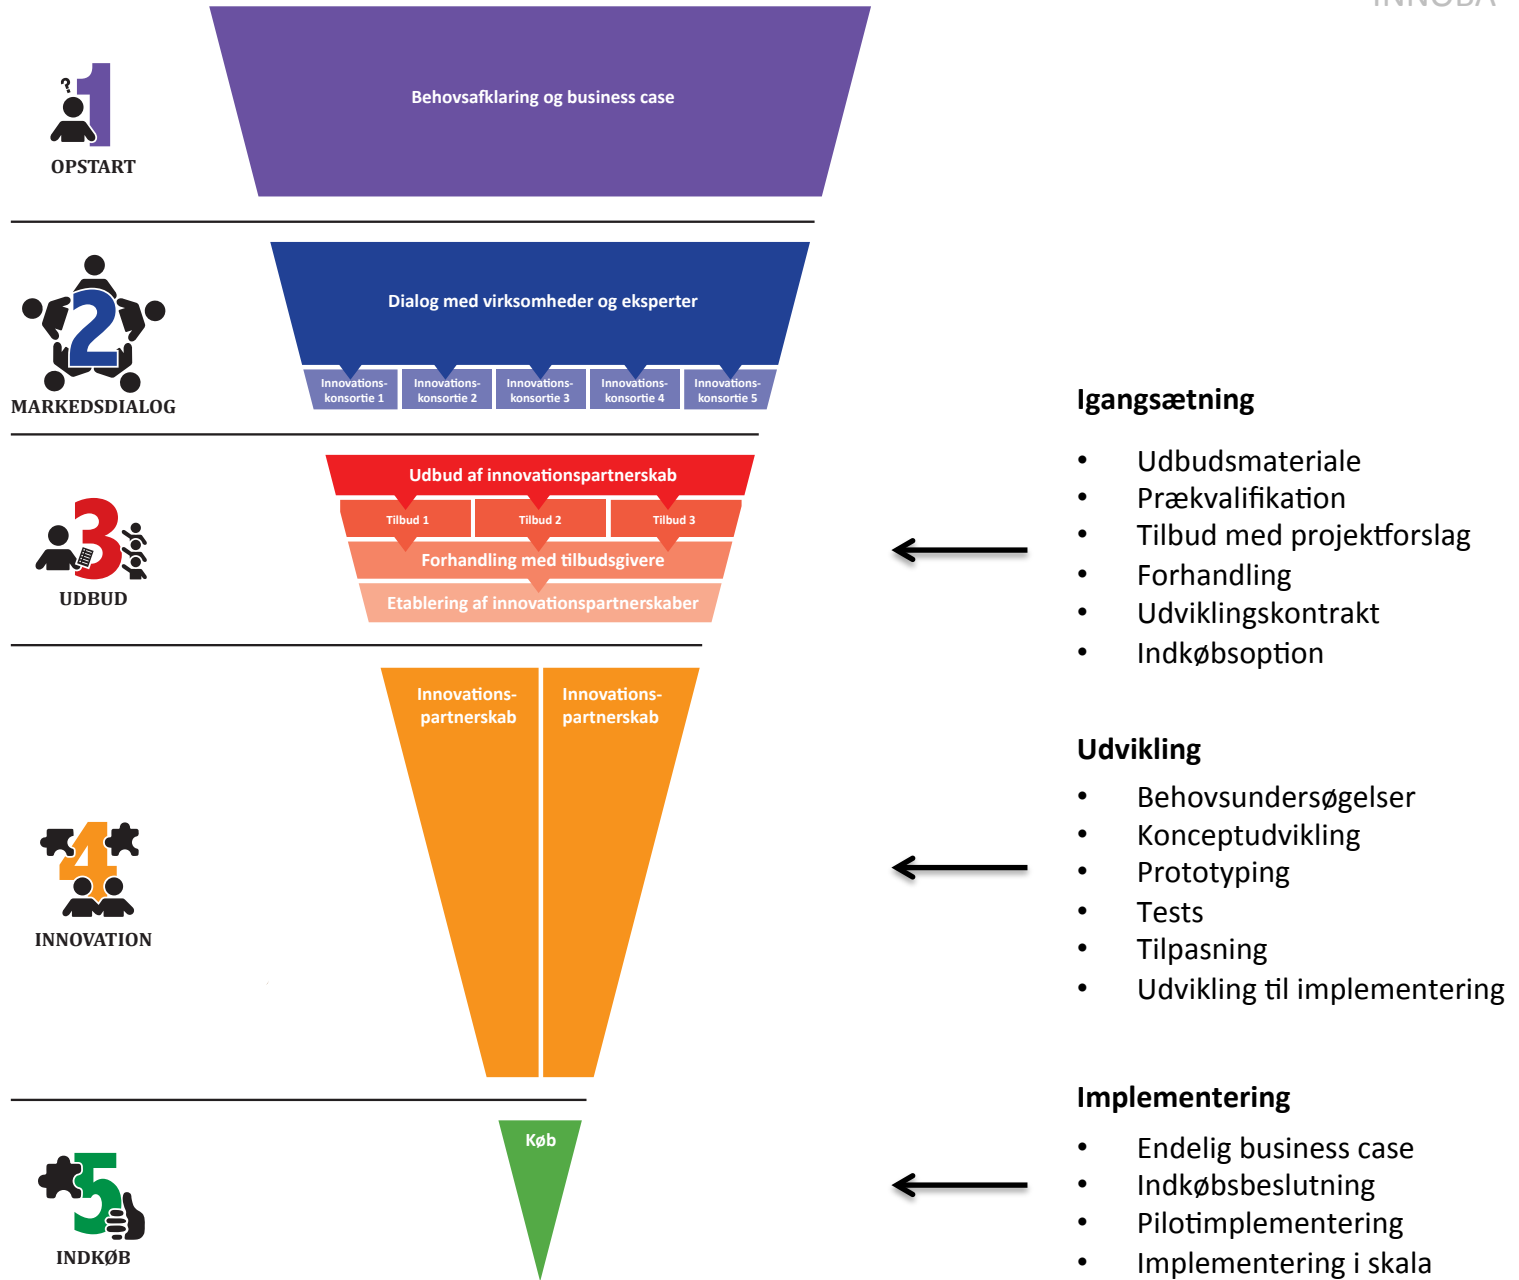 INNOBA
1
?
OPSTART
Behovsafklaring og business case
2
MARKEDSDIALOG
Dialog med virksomheder og eksperter
Innovations-
konsortie 1
Innovations-
konsortie 2
Innovations-
konsortie 3
Innovations-
konsortie 4
Innovations-
konsortie 5
3
UDBUD
Udbud af innovationspartnerskab
Tilbud 1
Tilbud 2
Tilbud 3
Forhandling med tilbudsgivere
Etablering af innovationspartnerskaber
Igangsætning
• Udbudsmateriale
• Prækvalifikation
• Tilbud med projektforslag
• Forhandling
• Udviklingskontrakt
• Indkøbsoption
4
INNOVATION
Innovations-
partnerskab
Innovations-
partnerskab
Udvikling
• Behovsundersøgelser
• Konceptudvikling
• Prototyping
• Tests
• Tilpasning
• Udvikling til implementering
5
INDKØB
Køb
Implementering
• Endelig business case
• Indkøbsbeslutning
• Pilotimplementering
• Implementering i skala